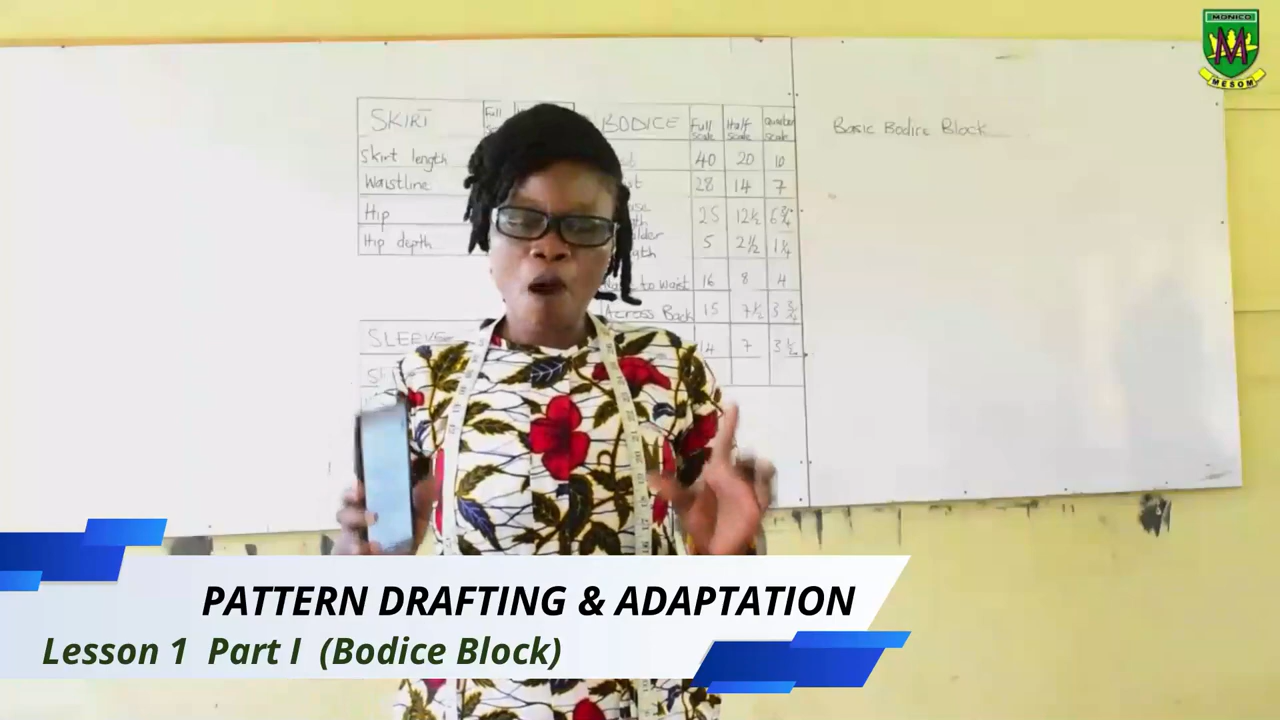 MONICO
M
MESOM
SKIRT
Full
BODICE
Full scale
Half scale
quarter scale
Basic Bodice Block
Skirt length
40
20
10
Waistline
28
14
7
Hip
25
12½
6¾
Hip depth
5
2½
1¼
to waist
16
8
4
Across Back
15
7½
3¾
SLEEVE
14
7
3½
PATTERN DRAFTING & ADAPTATION
Lesson 1 Part I (Bodice Block)